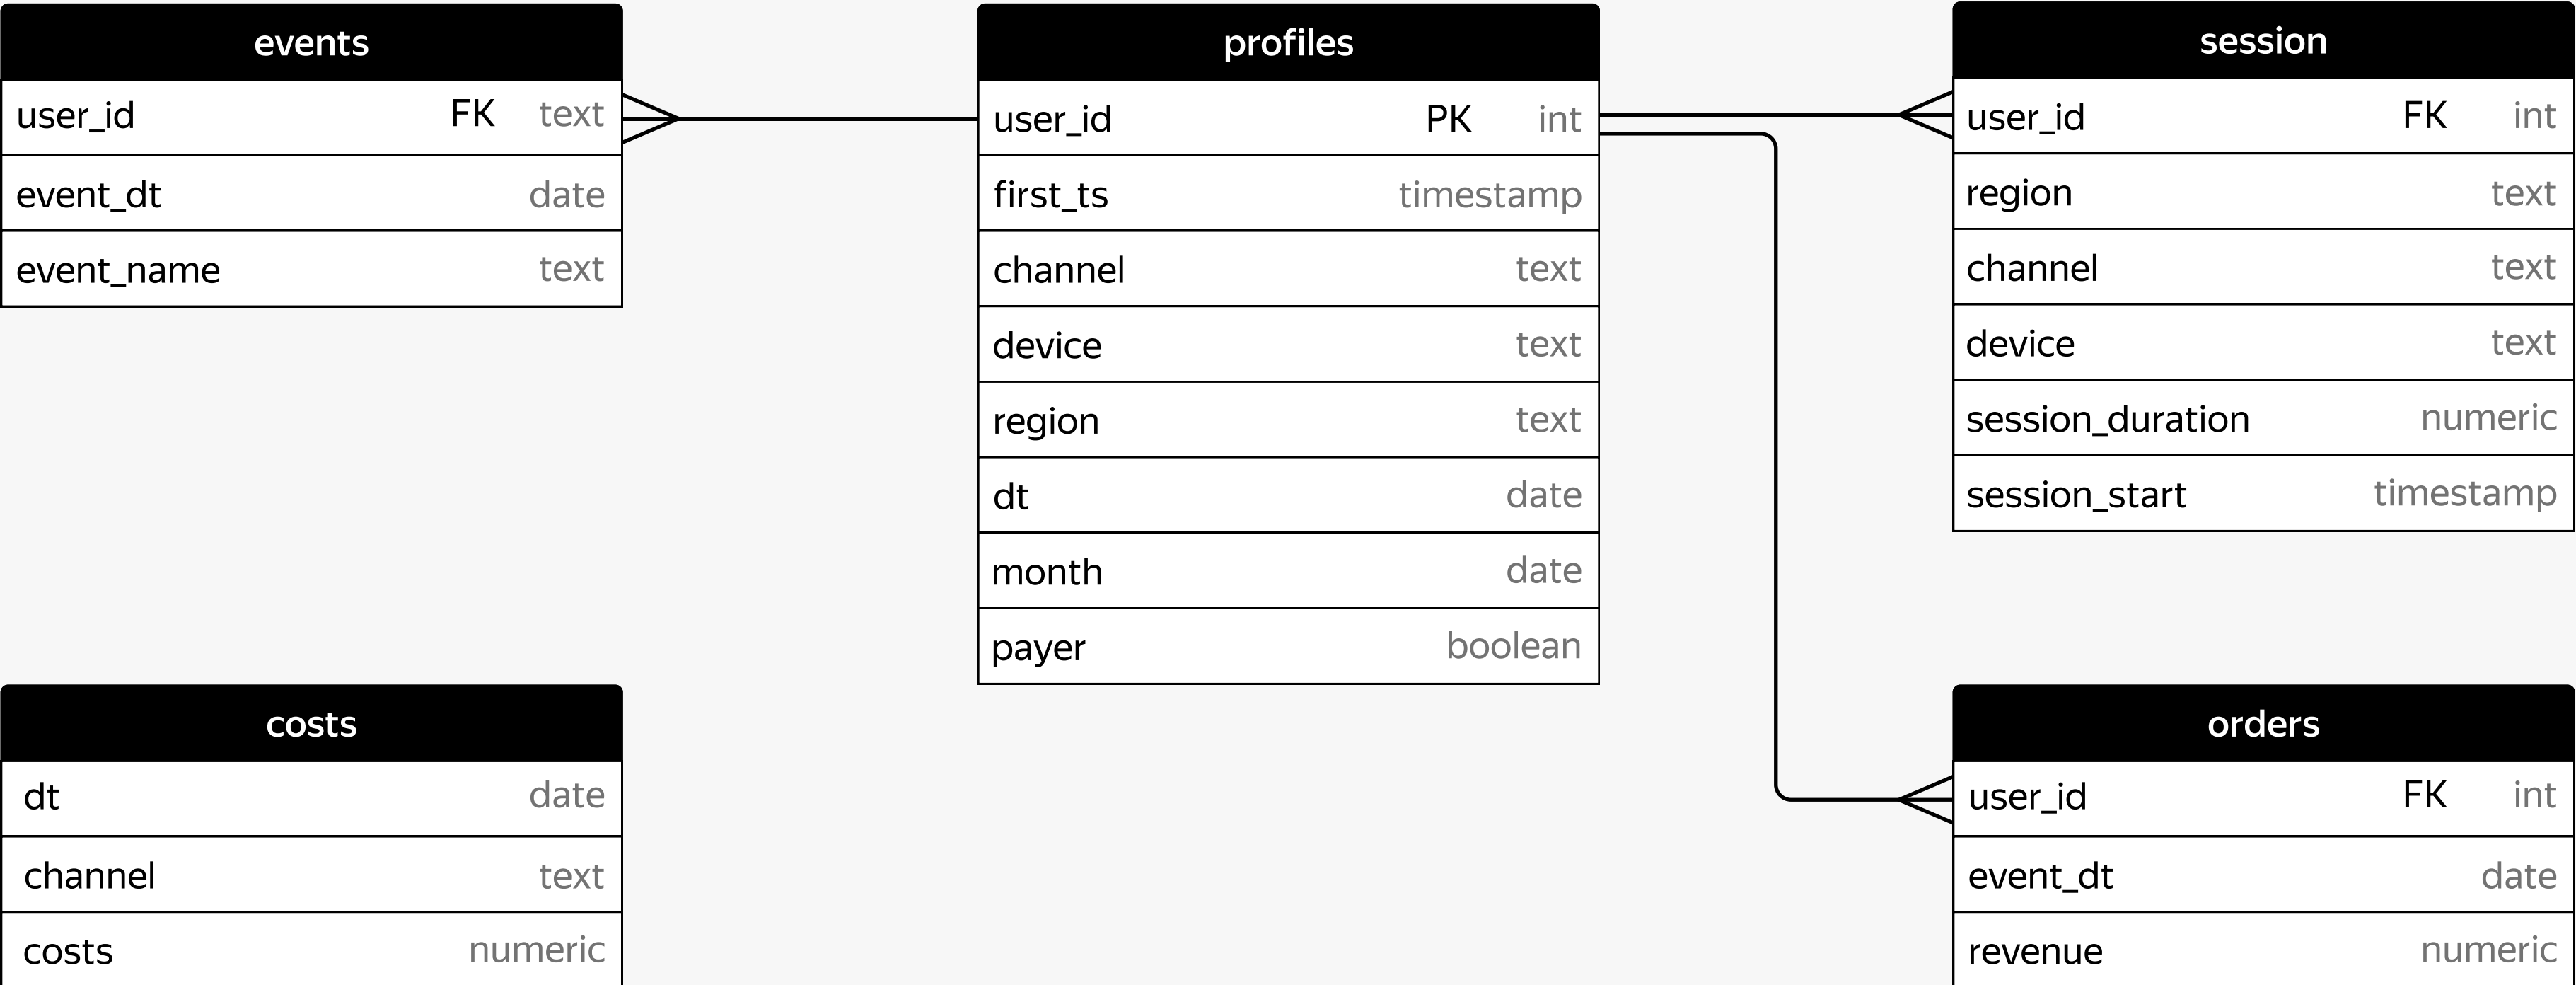 events
user_id FK text
event_dt date
event_name text
profiles
user_id PK int
first_ts timestamp
channel text
device text
region text
dt date
month date
payer boolean
session
user_id FK int
region text
channel text
device text
session_duration numeric
session_start timestamp
costs
dt date
channel text
costs numeric
orders
user_id FK int
event_dt date
revenue numeric